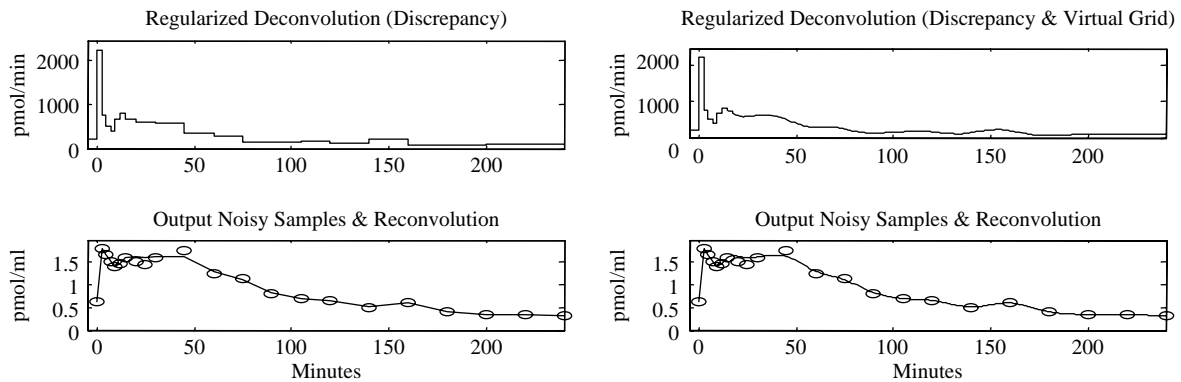 Regularized Deconvolution (Discrepancy)
pmol/min
2000
1000
0
0 50 100 150 200
Output Noisy Samples & Reconvolution
pmol/ml
1.5
1
0.5
0
0 50 100 150 200
Minutes
Regularized Deconvolution (Discrepancy & Virtual Grid)
pmol/min
2000
1000
0
0 50 100 150 200
Output Noisy Samples & Reconvolution
pmol/ml
1.5
1
0.5
0
0 50 100 150 200
Minutes